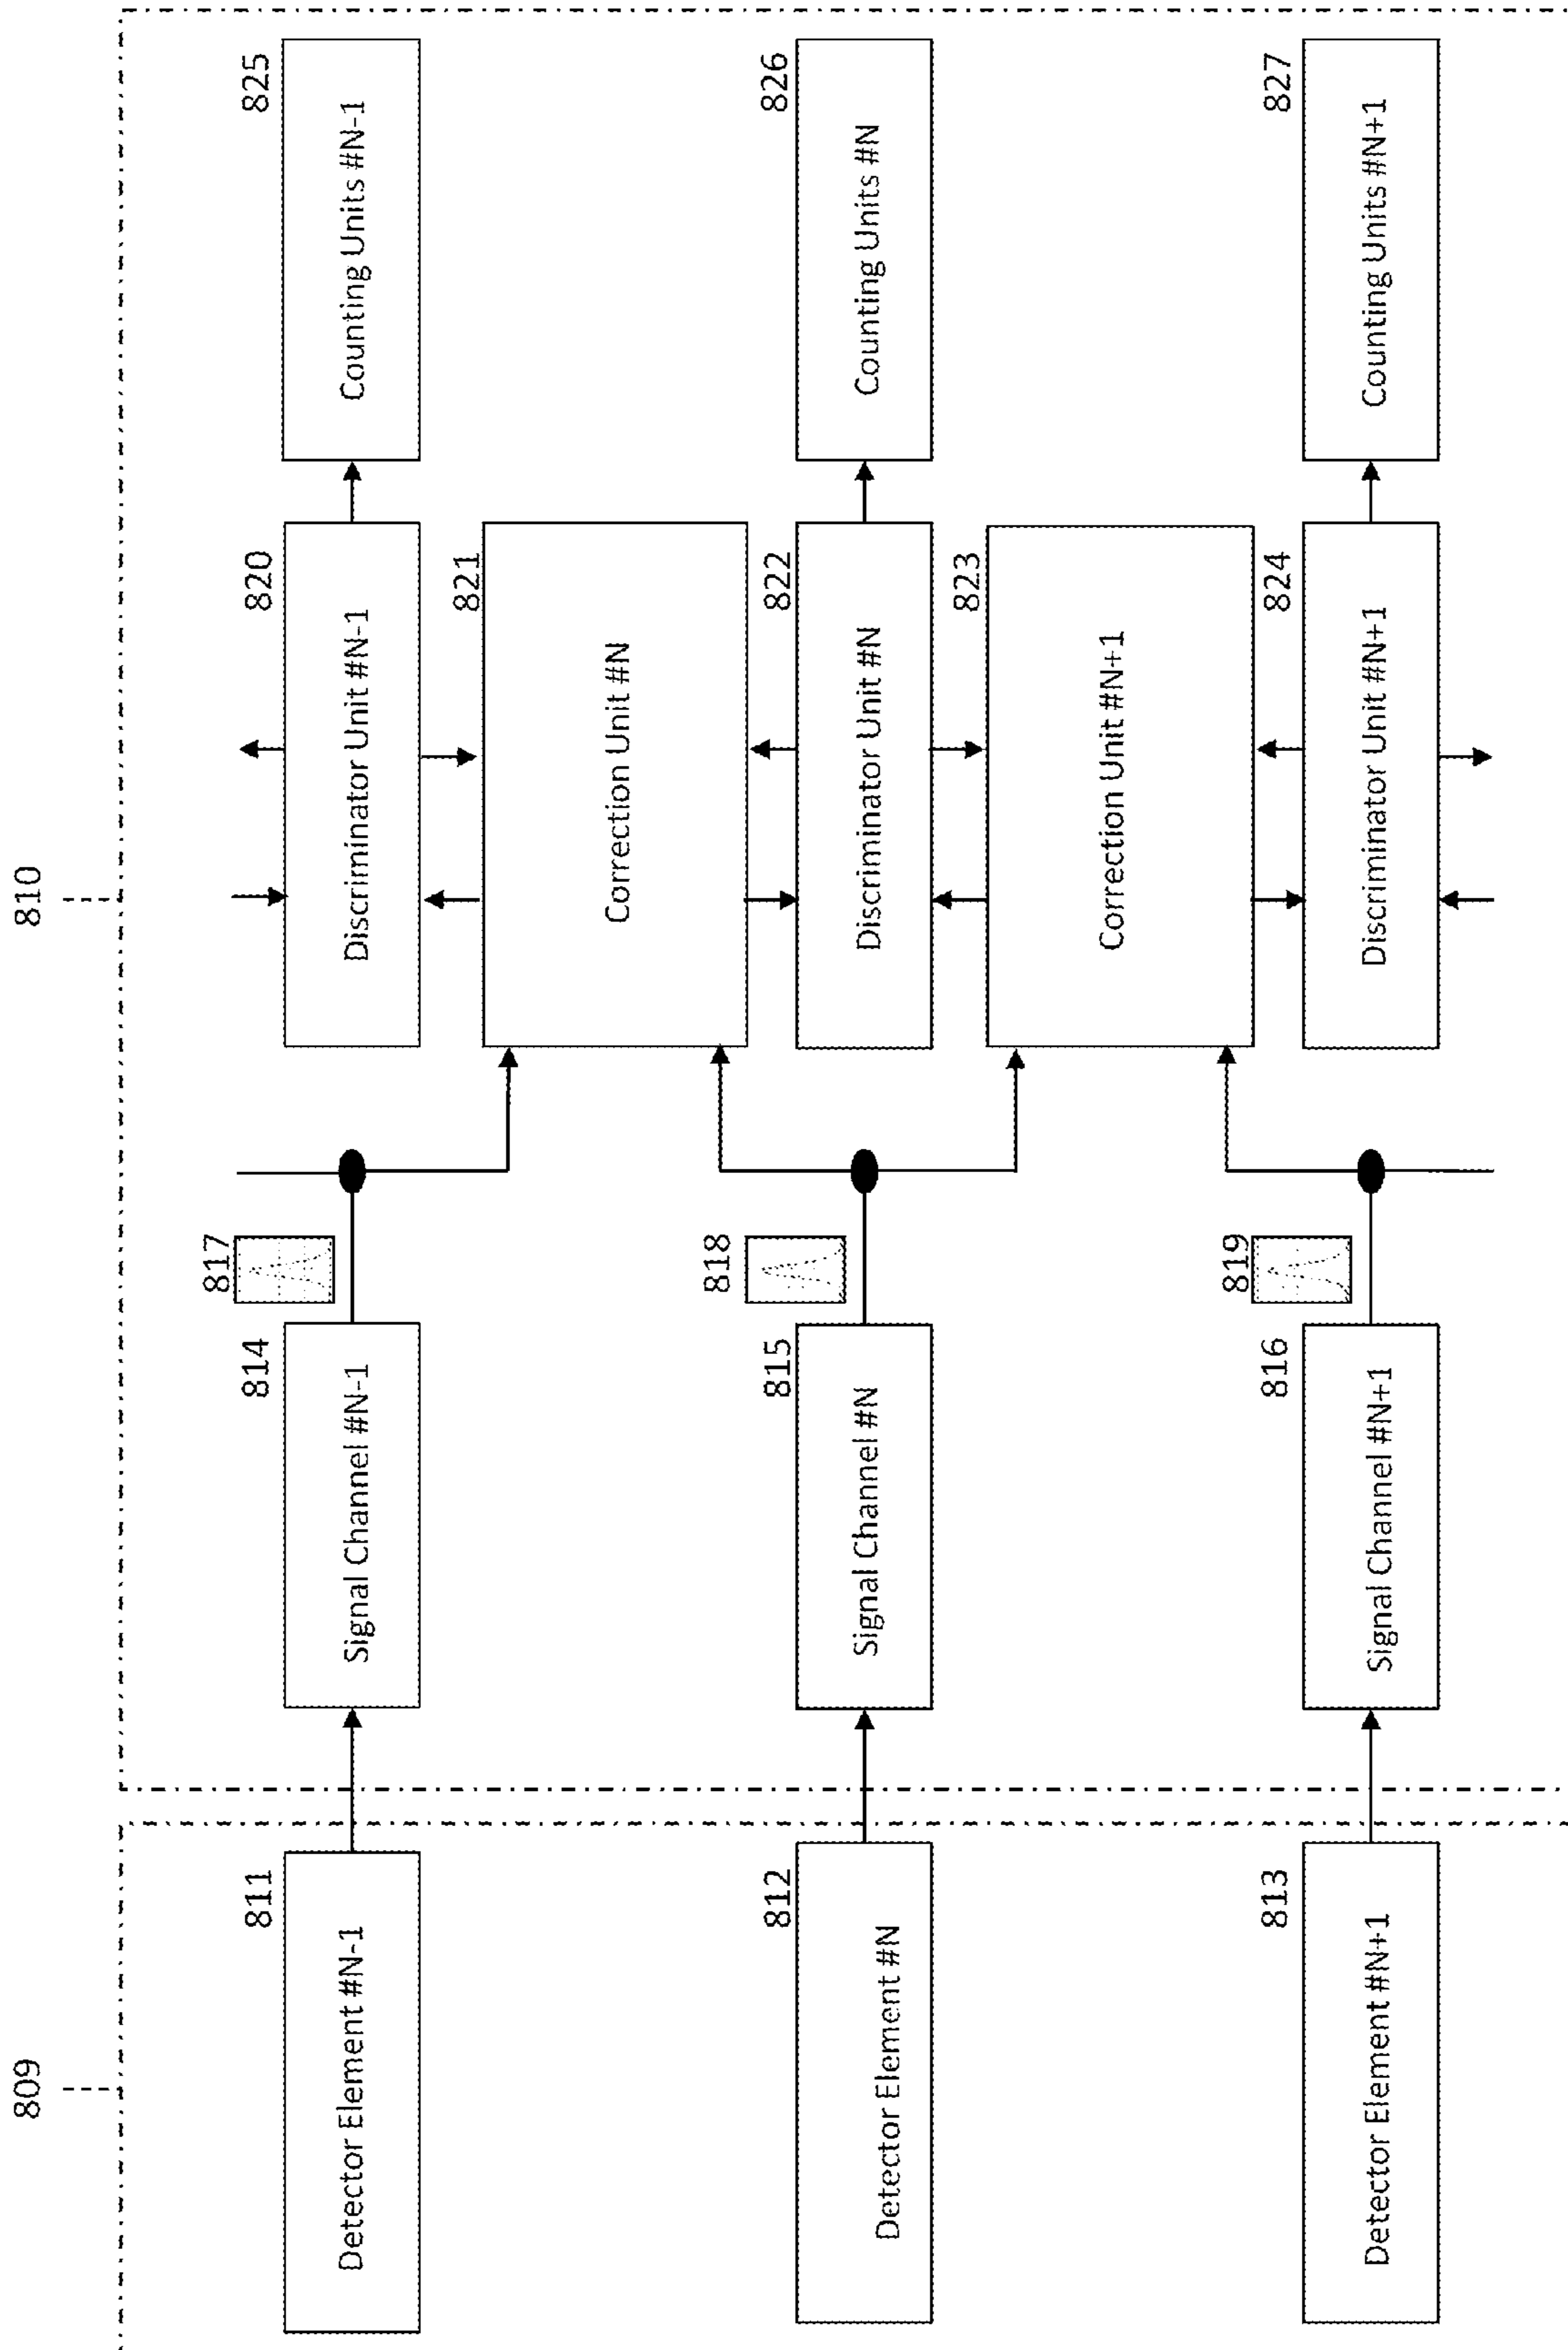 809
810
811
Detector Element #N-1
814
Signal Channel #N-1
817
820
Discriminator Unit #N-1
825
Counting Units #N-1
821
Correction Unit #N
812
Detector Element #N
815
Signal Channel #N
818
822
Discriminator Unit #N
826
Counting Units #N
823
Correction Unit #N+1
813
Detector Element #N+1
816
Signal Channel #N+1
819
824
Discriminator Unit #N+1
827
Counting Units #N+1